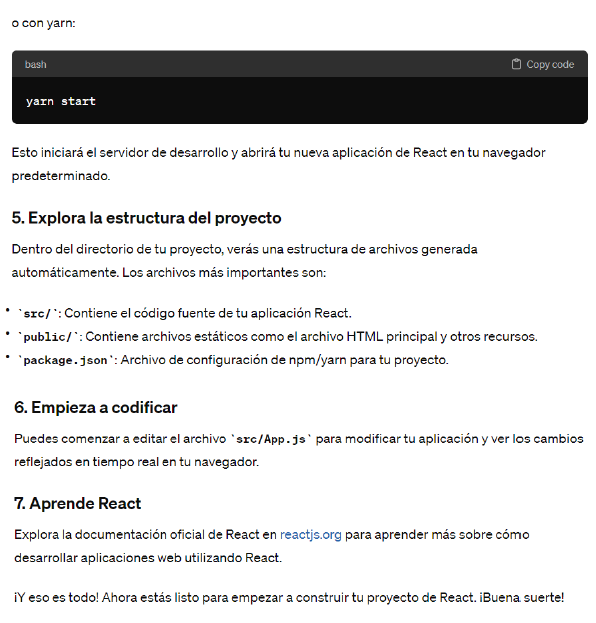 o con yarn:
bash
Copy code
yarn start
Esto iniciará el servidor de desarrollo y abrirá tu nueva aplicación de React en tu navegador
predeterminado.
5. Explora la estructura del proyecto
Dentro del directorio de tu proyecto, verás una estructura de archivos generada
automáticamente. Los archivos más importantes son:
• `src/`: Contiene el código fuente de tu aplicación React.
• `public/`: Contiene archivos estáticos como el archivo HTML principal y otros recursos.
• `package.json`: Archivo de configuración de npm/yarn para tu proyecto.
6. Empieza a codificar
Puedes comenzar a editar el archivo `src/App.js` para modificar tu aplicación y ver los cambios
reflejados en tiempo real en tu navegador.
7. Aprende React
Explora la documentación oficial de React en reactjs.org para aprender más sobre cómo
desarrollar aplicaciones web utilizando React.
¡Y eso es todo! Ahora estás listo para empezar a construir tu proyecto de React. ¡Buena suerte!